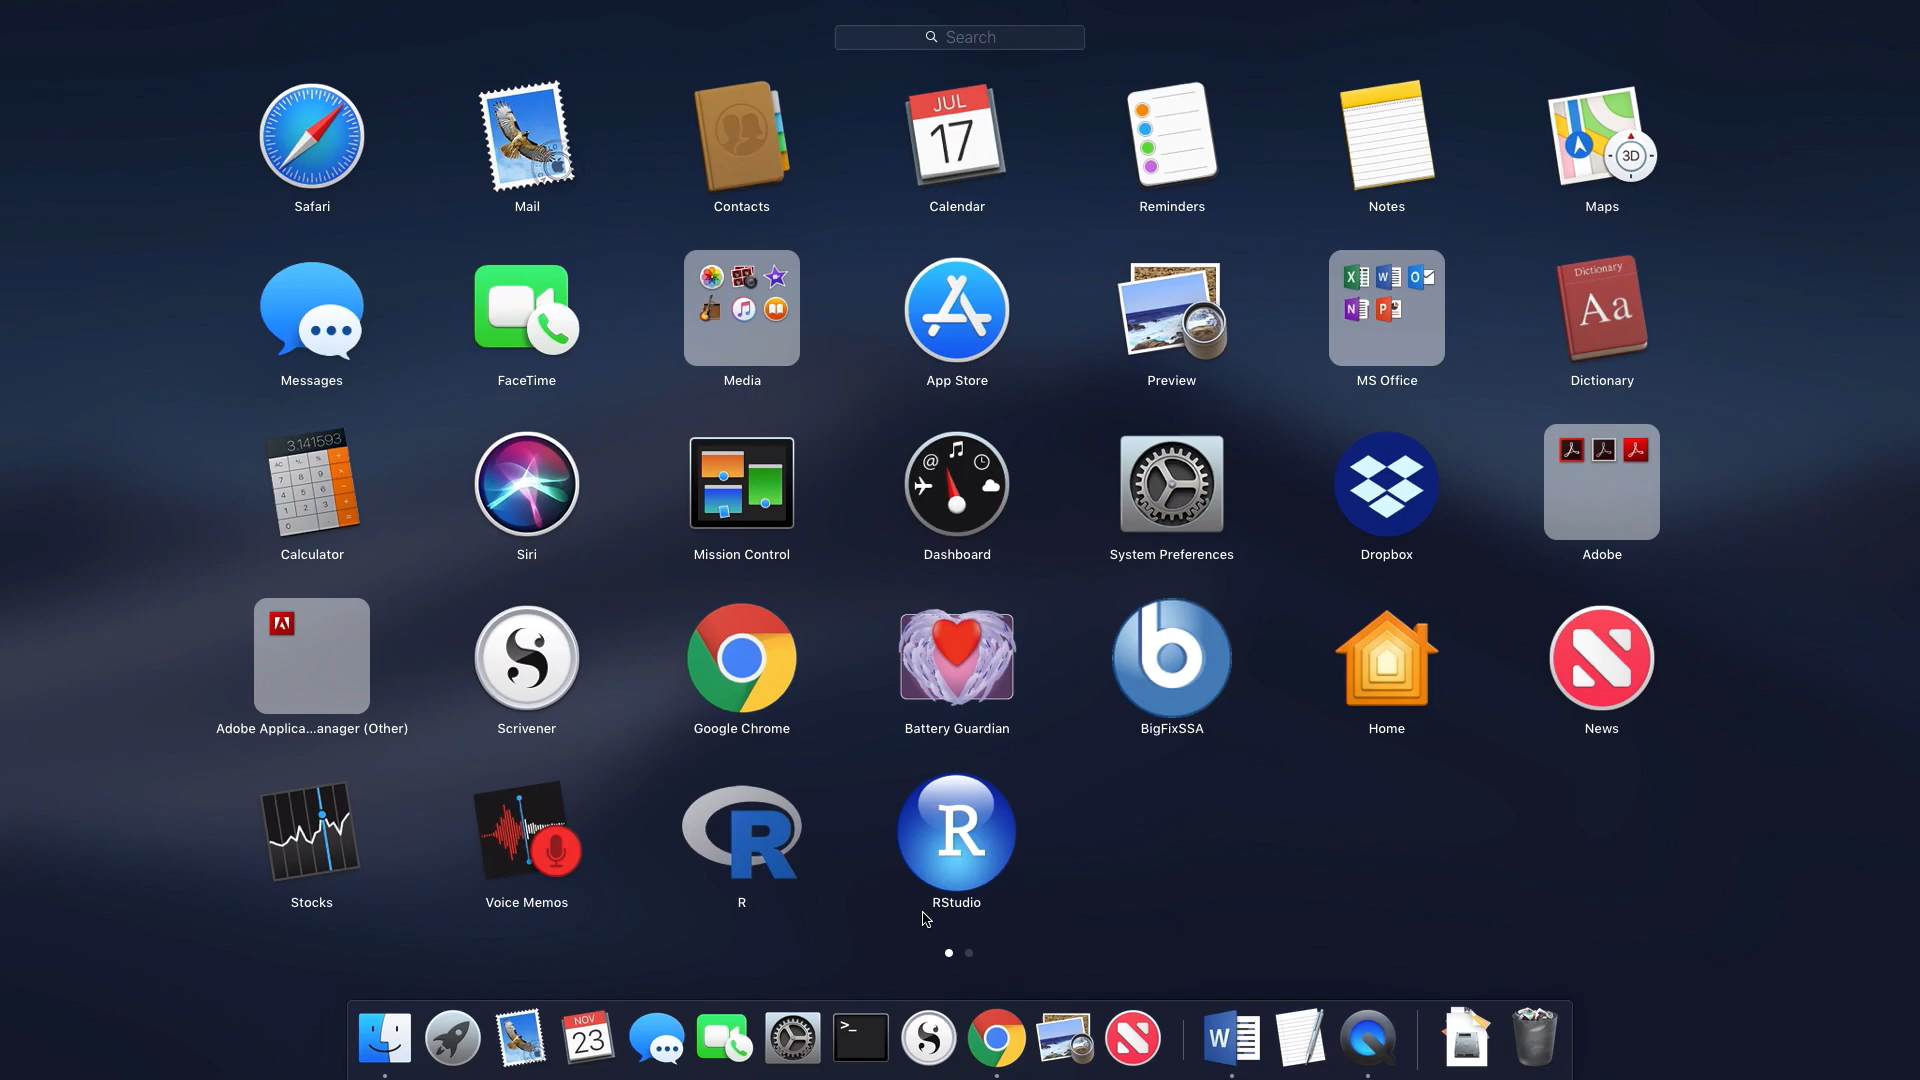 Search
Safari
Mail
Contacts
JUL
17
Calendar
Reminders
Notes
3D
Maps
Messages
FaceTime
Media
App Store
Preview
X
W
O
N
P
MS Office
Dictionary
Aa
Dictionary
3.141593
Calculator
Siri
Mission Control
@
Dashboard
System Preferences
Dropbox
Adobe
Adobe Applica...anager (Other)
S
Scrivener
Google Chrome
Battery Guardian
b
BigFixSSA
Home
N
News
Stocks
Voice Memos
R
R
R
RStudio
NOV
23
>_
S
N
W